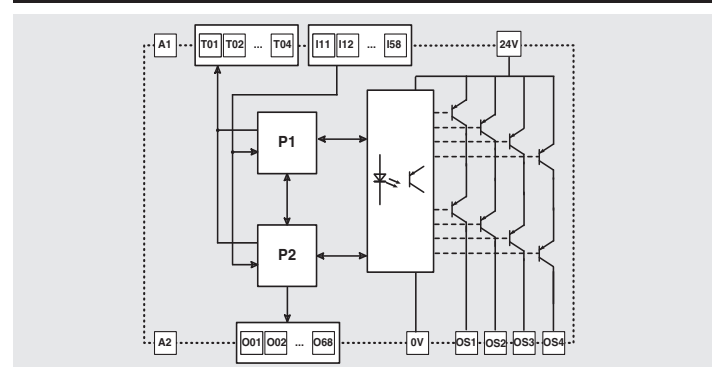 A1 T01 T02 ... T04 I11 I12 ... I58 24V
P1
P2
A2 O01 O02 ... O68 0V OS1 OS2 OS3 OS4